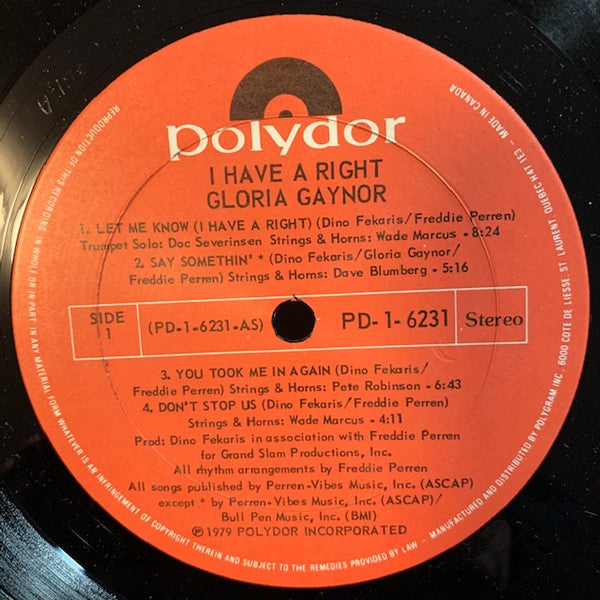 polydor
I HAVE A RIGHT
GLORIA GAYNOR
1. LET ME KNOW (I HAVE A RIGHT) (Dino Fekaris/Freddie Perren)
Trumpet Solo: Doc Severinsen Strings & Horns: Wade Marcus - 8:24
2. SAY SOMETHIN' * (Dino Fekaris/Gloria Gaynor/
Freddie Perren) Strings & Horns: Dave Blumberg - 5:16
SIDE
1
(PD-1-6231-AS)
PD-1-6231
Stereo
3. YOU TOOK ME IN AGAIN (Dino Fekaris/
Freddie Perren) Strings & Horns: Pete Robinson - 6:43
4. DON'T STOP US (Dino Fekaris/Freddie Perren)
Strings & Horns: Wade Marcus - 4:11
Prod: Dino Fekaris in association with Freddie Perren
for Grand Slam Productions, Inc.
All rhythm arrangements by Freddie Perren
All songs published by Perren-Vibes Music, Inc. (ASCAP)
except * by Perren-Vibes Music, Inc. (ASCAP)/
Bull Pen Music, Inc. (BMI)
℗ 1979 POLYDOR INCORPORATED
REPRODUCTION OF THIS RECORDING IN WHOLE OR IN PART IN ANY MATERIAL FORM WHATEVER IS AN INFRINGEMENT OF COPYRIGHT THEREIN AND SUBJECT TO THE REMEDIES PROVIDED BY LAW - MANUFACTURED AND DISTRIBUTED BY POLYGRAM INC. 6000 COTE DE LIESSE, ST LAURENT, QUEBEC H4T 1E3 - MADE IN CANADA